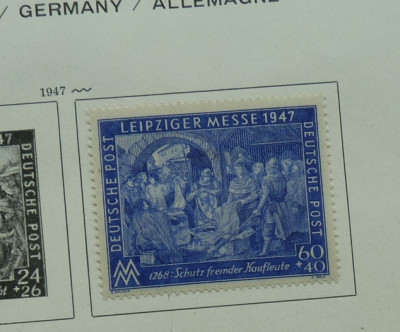 / GERMANY / ALLEMAGNE
1947
47
DEUTSCHE POST
24
+26
LEIPZIGER MESSE 1947
DEUTSCHE POST
DEUTSCHE POST
60
+40
1268: Schutz fremder Kaufleute